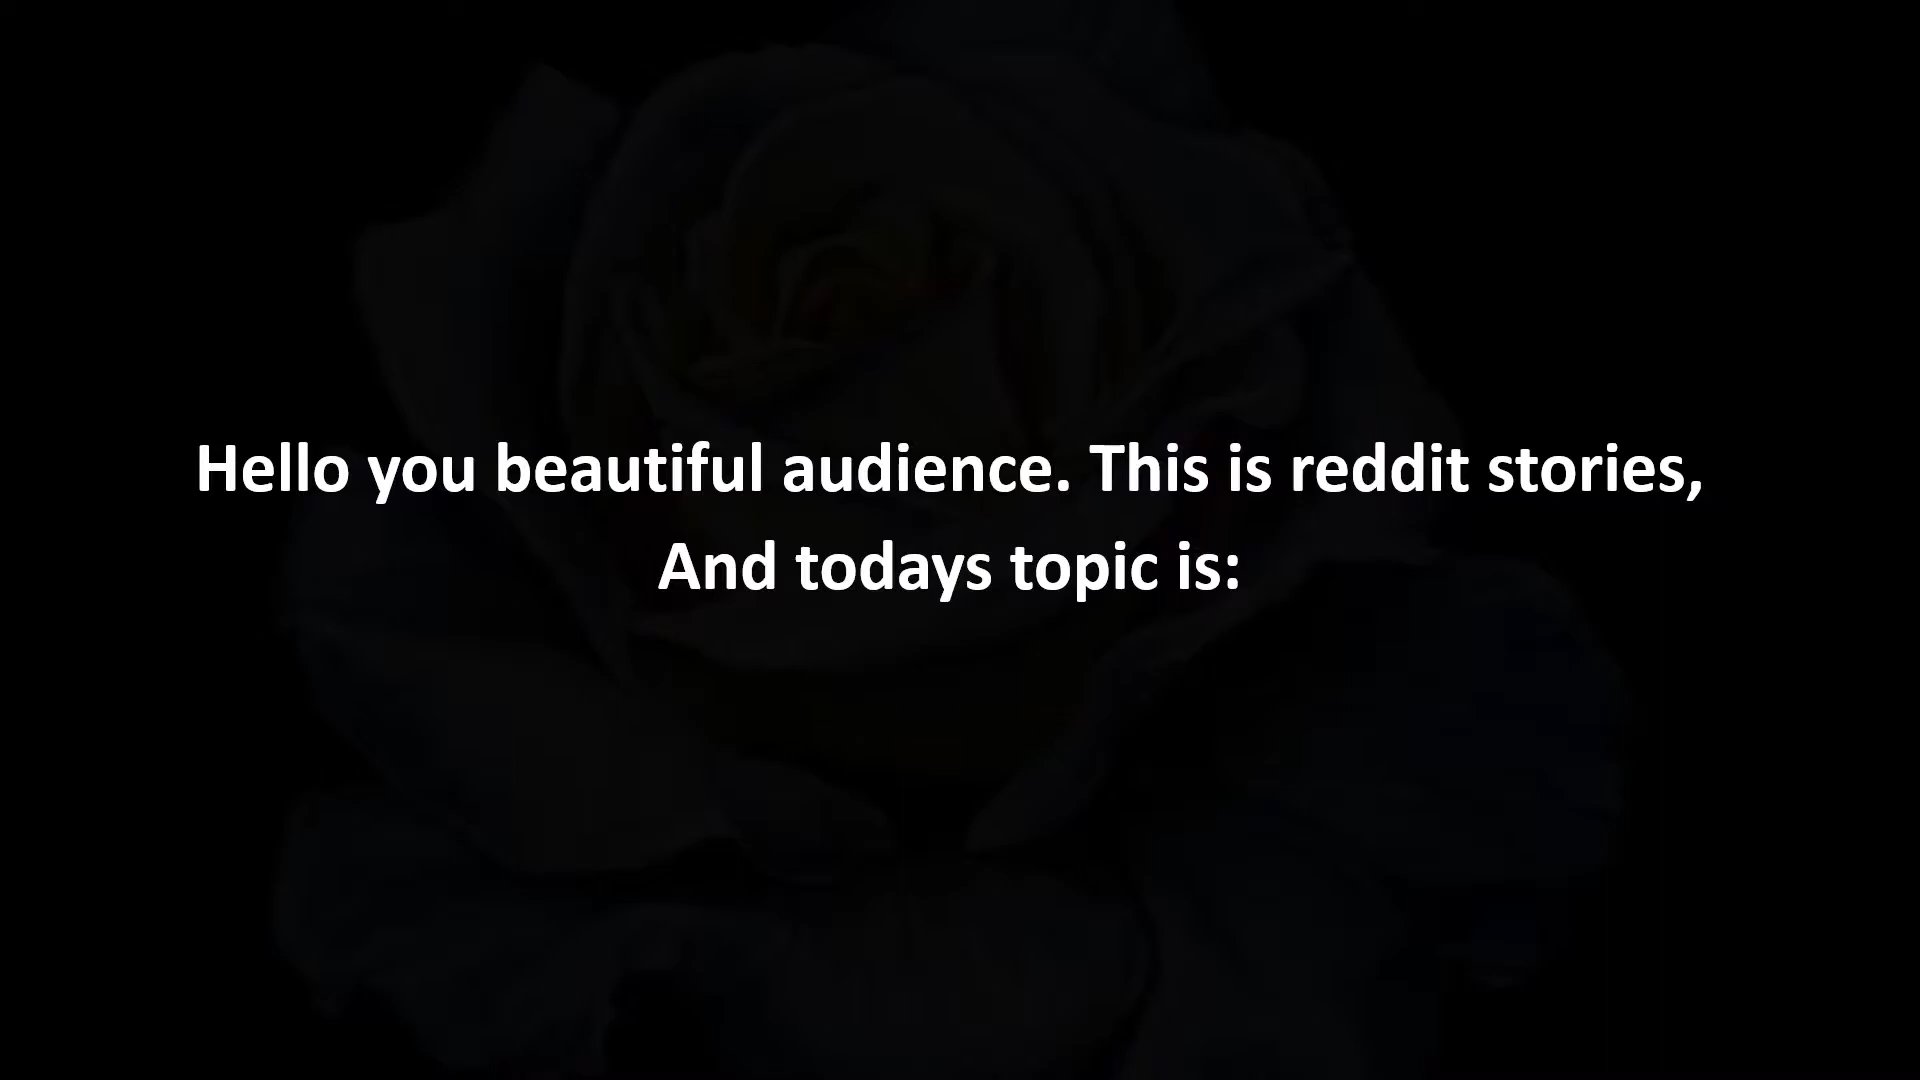 Hello you beautiful audience. This is reddit stories,
And todays topic is: